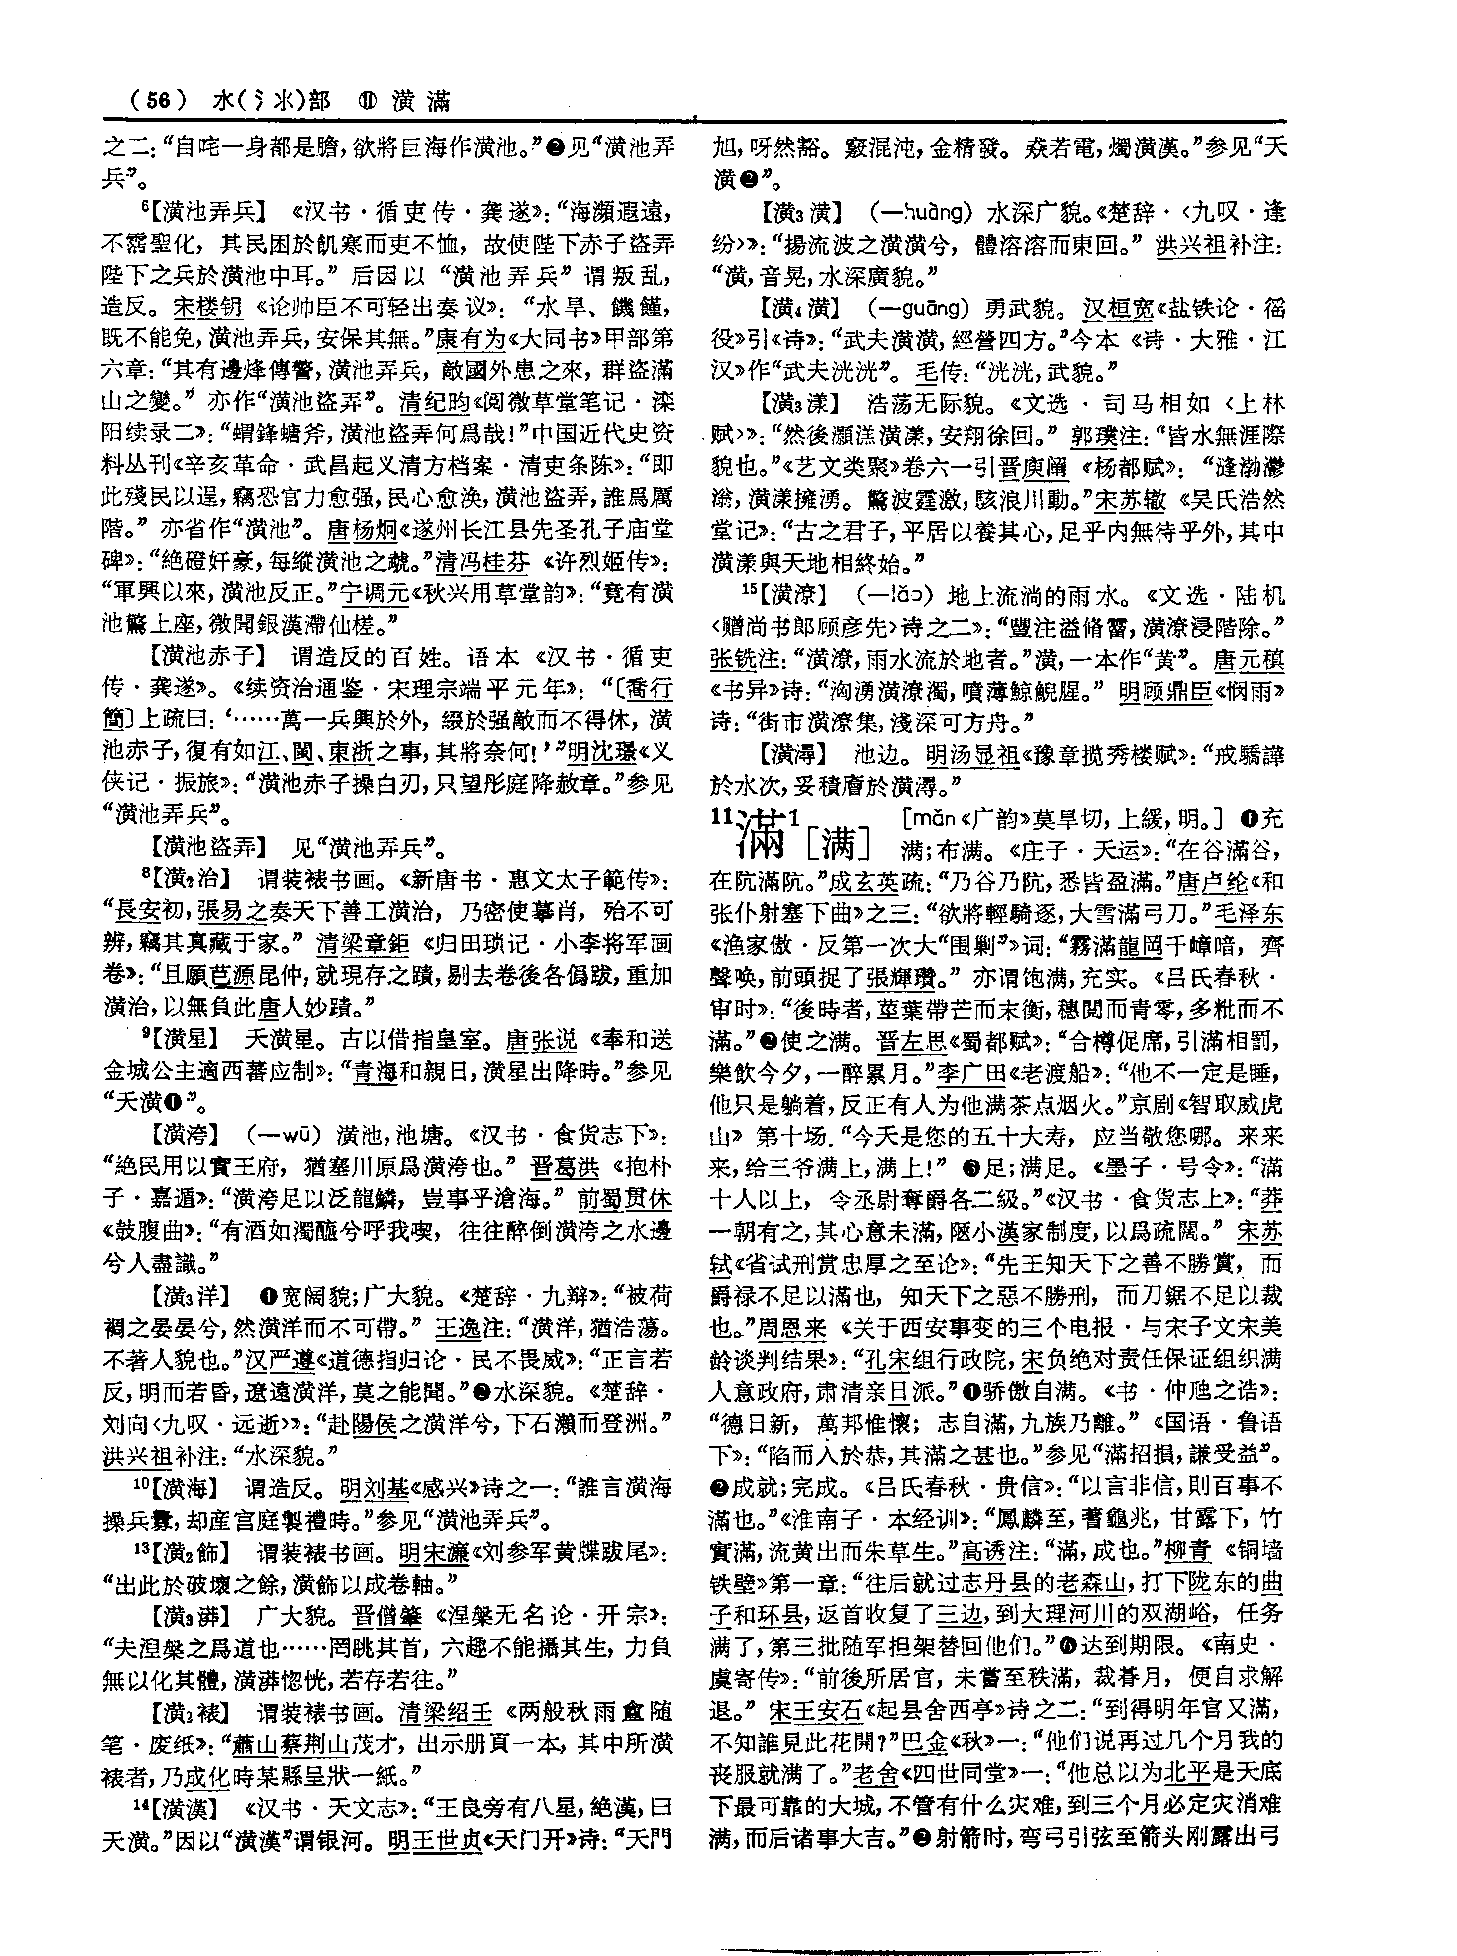 (56) 水(氵氺)部 ⑪ 潢 滿
之二:“自咤一身都是膽,欲將巨海作潢池。”❷见“潢池弄
兵”。
⁶【潢池弄兵】 《汉书·循吏传·龚遂》:“海瀕遐遠,
不霑聖化,其民困於飢寒而吏不恤,故使陛下赤子盜弄
陛下之兵於潢池中耳。”后因以“潢池弄兵”谓叛乱,
造反。宋楼钥《论帅臣不可轻出奏议》:“水旱、饑饉,
既不能免,潢池弄兵,安保其無。”康有为《大同书》甲部第
六章:“其有邊烽傳警,潢池弄兵,敵國外患之來,群盜滿
山之變。”亦作“潢池盜弄”。清纪昀《阅微草堂笔记·滦
阳续录二》:“蜩鋒螗斧,潢池盜弄何爲哉!”中国近代史资
料丛刊《辛亥革命·武昌起义清方档案·清吏条陈》:“即
此殘民以逞,竊恐官力愈强,民心愈涣,潢池盜弄,誰爲厲
階。”亦省作“潢池”。唐杨炯《遂州长江县先圣孔子庙堂
碑》:“絶磴奸豪,每縱潢池之虣。”清冯桂芬《许烈姬传》:
“軍興以來,潢池反正。”宁调元《秋兴用草堂韵》:“竟有潢
池驚上座,微聞銀漢滯仙槎。”
【潢池赤子】 谓造反的百姓。语本《汉书·循吏
传·龚遂》。《续资治通鉴·宋理宗端平元年》:“〔喬行
簡〕上疏曰:‘……萬一兵興於外,綴於强敵而不得休,潢
池赤子,復有如江、閩、東浙之事,其將奈何!’”明沈璟《义
侠记·振旅》:“潢池赤子操白刃,只望彤庭降赦章。”参见
“潢池弄兵”。
【潢池盜弄】 见“潢池弄兵”。
⁸【潢₂治】 谓装裱书画。《新唐书·惠文太子範传》:
“長安初,張易之奏天下善工潢治,乃密使摹肖,殆不可
辨,竊其真藏于家。”清梁章鉅《归田琐记·小李将军画
卷》:“且願芑源昆仲,就現存之蹟,剔去卷後各僞跋,重加
潢治,以無負此唐人妙蹟。”
⁹【潢星】 天潢星。古以借指皇室。唐张说《奉和送
金城公主適西蕃应制》:“青海和親日,潢星出降時。”参见
“天潢❶”。
【潢洿】 (—wū)潢池,池塘。《汉书·食货志下》:
“絶民用以實王府,猶塞川原爲潢洿也。”晋葛洪《抱朴
子·嘉遁》:“潢洿足以泛龍鱗,豈事乎滄海。”前蜀贯休
《鼓腹曲》:“有酒如濁醯兮呼我喫,往往醉倒潢洿之水邊
兮人盡識。”
【潢₃洋】 ❶宽阔貌;广大貌。《楚辞·九辩》:“被荷
裯之晏晏兮,然潢洋而不可帶。”王逸注:“潢洋,猶浩蕩。
不著人貌也。”汉严遵《道德指归论·民不畏威》:“正言若
反,明而若昏,遼遠潢洋,莫之能聞。”❷水深貌。《楚辞·
刘向〈九叹·远逝〉》:“赴陽侯之潢洋兮,下石瀨而登洲。”
洪兴祖补注:“水深貌。”
¹⁰【潢海】 谓造反。明刘基《感兴》诗之一:“誰言潢海
操兵釁,却産宫庭製禮時。”参见“潢池弄兵”。
¹³【潢₂飾】 谓装裱书画。明宋濂《刘参军黄牒跋尾》:
“出此於破壞之餘,潢飾以成卷軸。”
【潢₃漭】 广大貌。晋僧肇《涅槃无名论·开宗》:
“夫涅槃之爲道也……罔眺其首,六趣不能攝其生,力負
無以化其體,潢漭惚恍,若存若往。”
【潢₂裱】 谓装裱书画。清梁绍壬《两般秋雨盦随
笔·废纸》:“蕭山蔡荆山茂才,出示册頁一本,其中所潢
裱者,乃成化時某縣呈狀一紙。”
¹⁴【潢漢】 《汉书·天文志》:“王良旁有八星,絶漢,曰
天潢。”因以“潢漢”谓银河。明王世贞《天门开》诗:“天門
旭,呀然豁。竅混沌,金精發。焱若電,燭潢漢。”参见“天
潢❷”。
【潢₃潢】 (—huàng)水深广貌。《楚辞·〈九叹·逢
纷〉》:“揚流波之潢潢兮,體溶溶而東回。”洪兴祖补注:
“潢,音晃,水深廣貌。”
【潢₄潢】 (—guāng)勇武貌。汉桓宽《盐铁论·徭
役》引《诗》:“武夫潢潢,經營四方。”今本《诗·大雅·江
汉》作“武夫洸洸”。毛传:“洸洸,武貌。”
【潢₃漾】 浩荡无际貌。《文选·司马相如〈上林
赋〉》:“然後灝溔潢漾,安翔徐回。”郭璞注:“皆水無涯際
貌也。”《艺文类聚》卷六一引晋庾阐《杨都赋》:“逢渤灪
滃,潢漾擁湧。驚波霆激,駭浪川動。”宋苏辙《吴氏浩然
堂记》:“古之君子,平居以養其心,足乎内無待乎外,其中
潢漾與天地相終始。”
¹⁵【潢潦】 (—lǎo)地上流淌的雨水。《文选·陆机
〈赠尚书郎顾彦先〉诗之二》:“豐注溢脩霤,潢潦浸階除。”
张铣注:“潢潦,雨水流於地者。”潢,一本作“黄”。唐元稹
《书异》诗:“洶湧潢潦濁,噴薄鯨鯢腥。”明顾鼎臣《悯雨》
诗:“街市潢潦集,淺深可方舟。”
【潢潯】 池边。明汤显祖《豫章揽秀楼赋》:“戒驕譁
於水次,妥積靥於潢潯。”
¹¹滿¹[满] [mǎn《广韵》莫旱切,上緩,明。]❶充
满;布满。《庄子·天运》:“在谷滿谷,
在阬滿阬。”成玄英疏:“乃谷乃阬,悉皆盈滿。”唐卢纶《和
张仆射塞下曲》之三:“欲將輕騎逐,大雪滿弓刀。”毛泽东
《渔家傲·反第一次大“围剿”》词:“霧滿龍岡千嶂暗,齊
聲唤,前頭捉了張輝瓚。”亦谓饱满,充实。《吕氏春秋·
审时》:“後時者,莖葉帶芒而末衡,穗閲而青零,多粃而不
滿。”❷使之满。晋左思《蜀都赋》:“合樽促席,引滿相罰,
樂飲今夕,一醉累月。”李广田《老渡船》:“他不一定是睡,
他只是躺着,反正有人为他满茶点烟火。”京剧《智取威虎
山》第十场.“今天是您的五十大寿,应当敬您哪。来来
来,给三爷满上,满上!”❸足;满足。《墨子·号令》:“滿
十人以上,令丞尉奪爵各二級。”《汉书·食货志上》:“莽
一朝有之,其心意未滿,陿小漢家制度,以爲疏闊。”宋苏
轼《省试刑赏忠厚之至论》:“先王知天下之善不勝賞,而
爵禄不足以滿也,知天下之惡不勝刑,而刀鋸不足以裁
也。”周恩来《关于西安事变的三个电报·与宋子文宋美
龄谈判结果》:“孔宋组行政院,宋负绝对责任保证组织满
人意政府,肃清亲日派。”❹骄傲自满。《书·仲虺之诰》:
“德日新,萬邦惟懷;志自滿,九族乃離。”《国语·鲁语
下》:“陷而入於恭,其滿之甚也。”参见“滿招損,謙受益”。
❺成就;完成。《吕氏春秋·贵信》:“以言非信,則百事不
滿也。”《淮南子·本经训》:“鳳麟至,蓍龜兆,甘露下,竹
實滿,流黄出而朱草生。”高诱注:“滿,成也。”柳青《铜墙
铁壁》第一章:“往后就过志丹县的老森山,打下陇东的曲
子和环县,返首收复了三边,到大理河川的双湖峪,任务
满了,第三批随军担架替回他们。”❻达到期限。《南史·
虞寄传》:“前後所居官,未嘗至秩滿,裁朞月,便自求解
退。”宋王安石《起县舍西亭》诗之二:“到得明年官又滿,
不知誰見此花開?”巴金《秋》一:“他们说再过几个月我的
丧服就满了。”老舍《四世同堂》一:“他总以为北平是天底
下最可靠的大城,不管有什么灾难,到三个月必定灾消难
满,而后诸事大吉。”❼射箭时,弯弓引弦至箭头刚露出弓